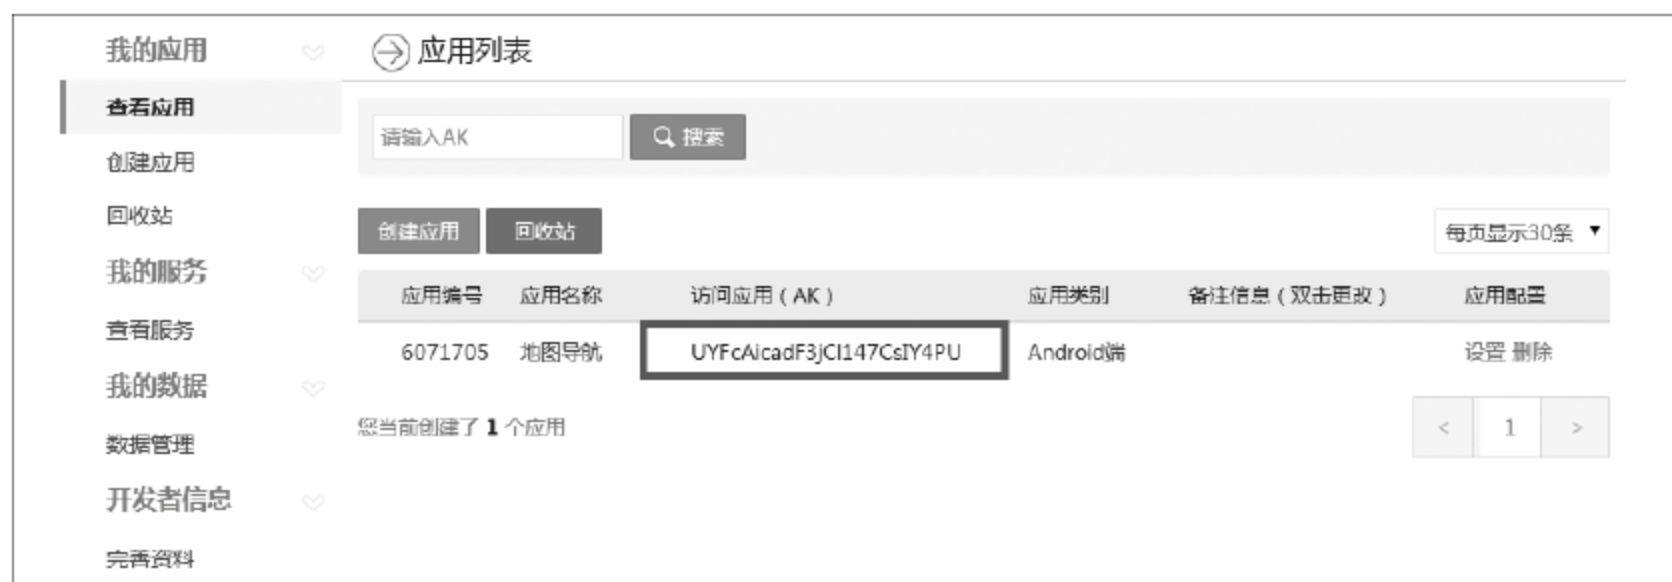 我的应用
查看应用
创建应用
回收站
我的服务
查看服务
我的数据
数据管理
开发者信息
完善资料
应用列表
请输入AK 搜索
创建应用 回收站 每页显示30条
应用编号 应用名称 访问应用（AK） 应用类别 备注信息（双击更改） 应用配置
6071705 地图导航 UYFcAicadF3jCl147CsIY4PU Android端 设置 删除
您当前创建了 1 个应用 < 1 >